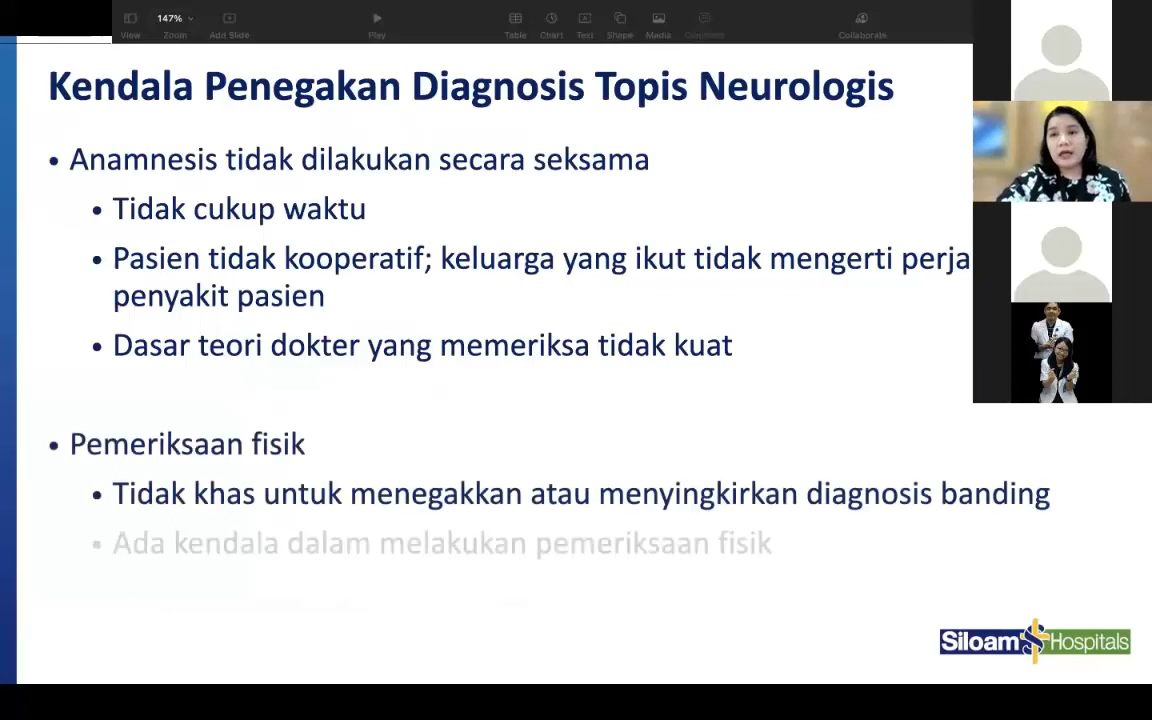 147%
View
Zoom
Add Slide
Play
Table
Chart
Text
Shape
Media
Comment
Collaborate
Kendala Penegakan Diagnosis Topis Neurologis
• Anamnesis tidak dilakukan secara seksama
• Tidak cukup waktu
• Pasien tidak kooperatif; keluarga yang ikut tidak mengerti perja
penyakit pasien
• Dasar teori dokter yang memeriksa tidak kuat
• Pemeriksaan fisik
• Tidak khas untuk menegakkan atau menyingkirkan diagnosis banding
• Ada kendala dalam melakukan pemeriksaan fisik
Siloam Hospitals